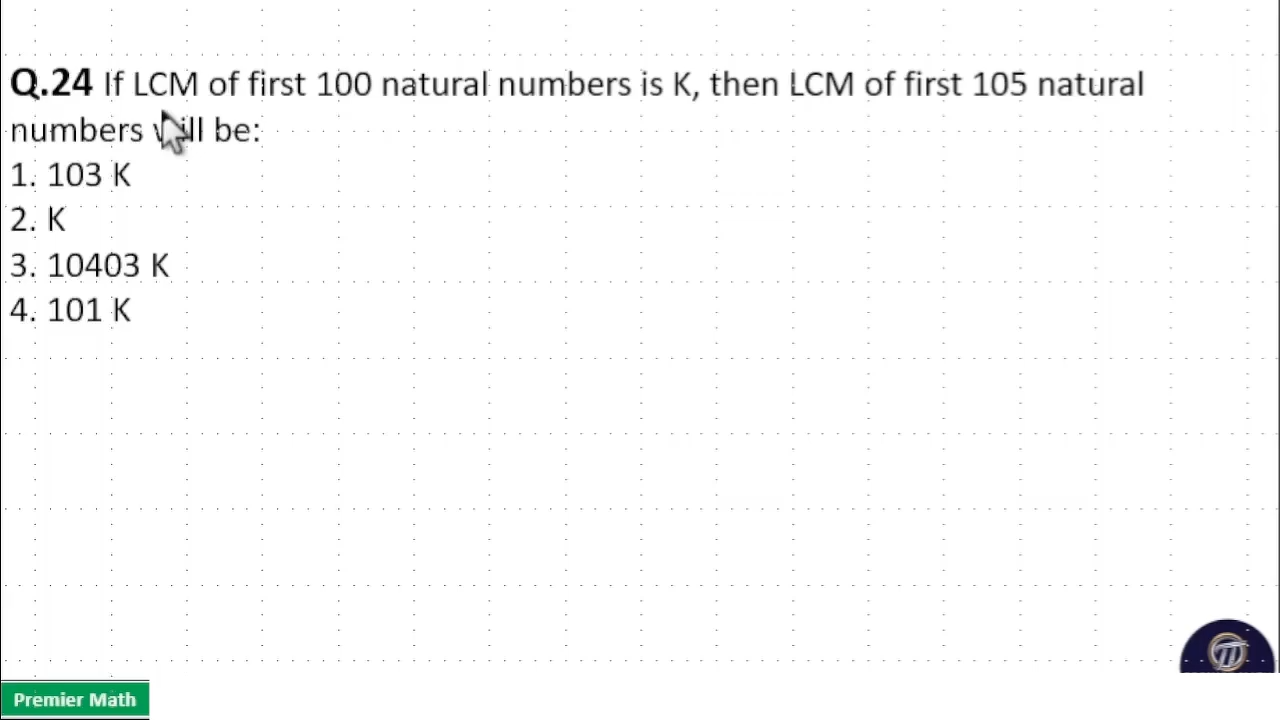 Q.24 If LCM of first 100 natural numbers is K, then LCM of first 105 natural
numbers will be:
1. 103 K
2. K
3. 10403 K
4. 101 K
Premier Math